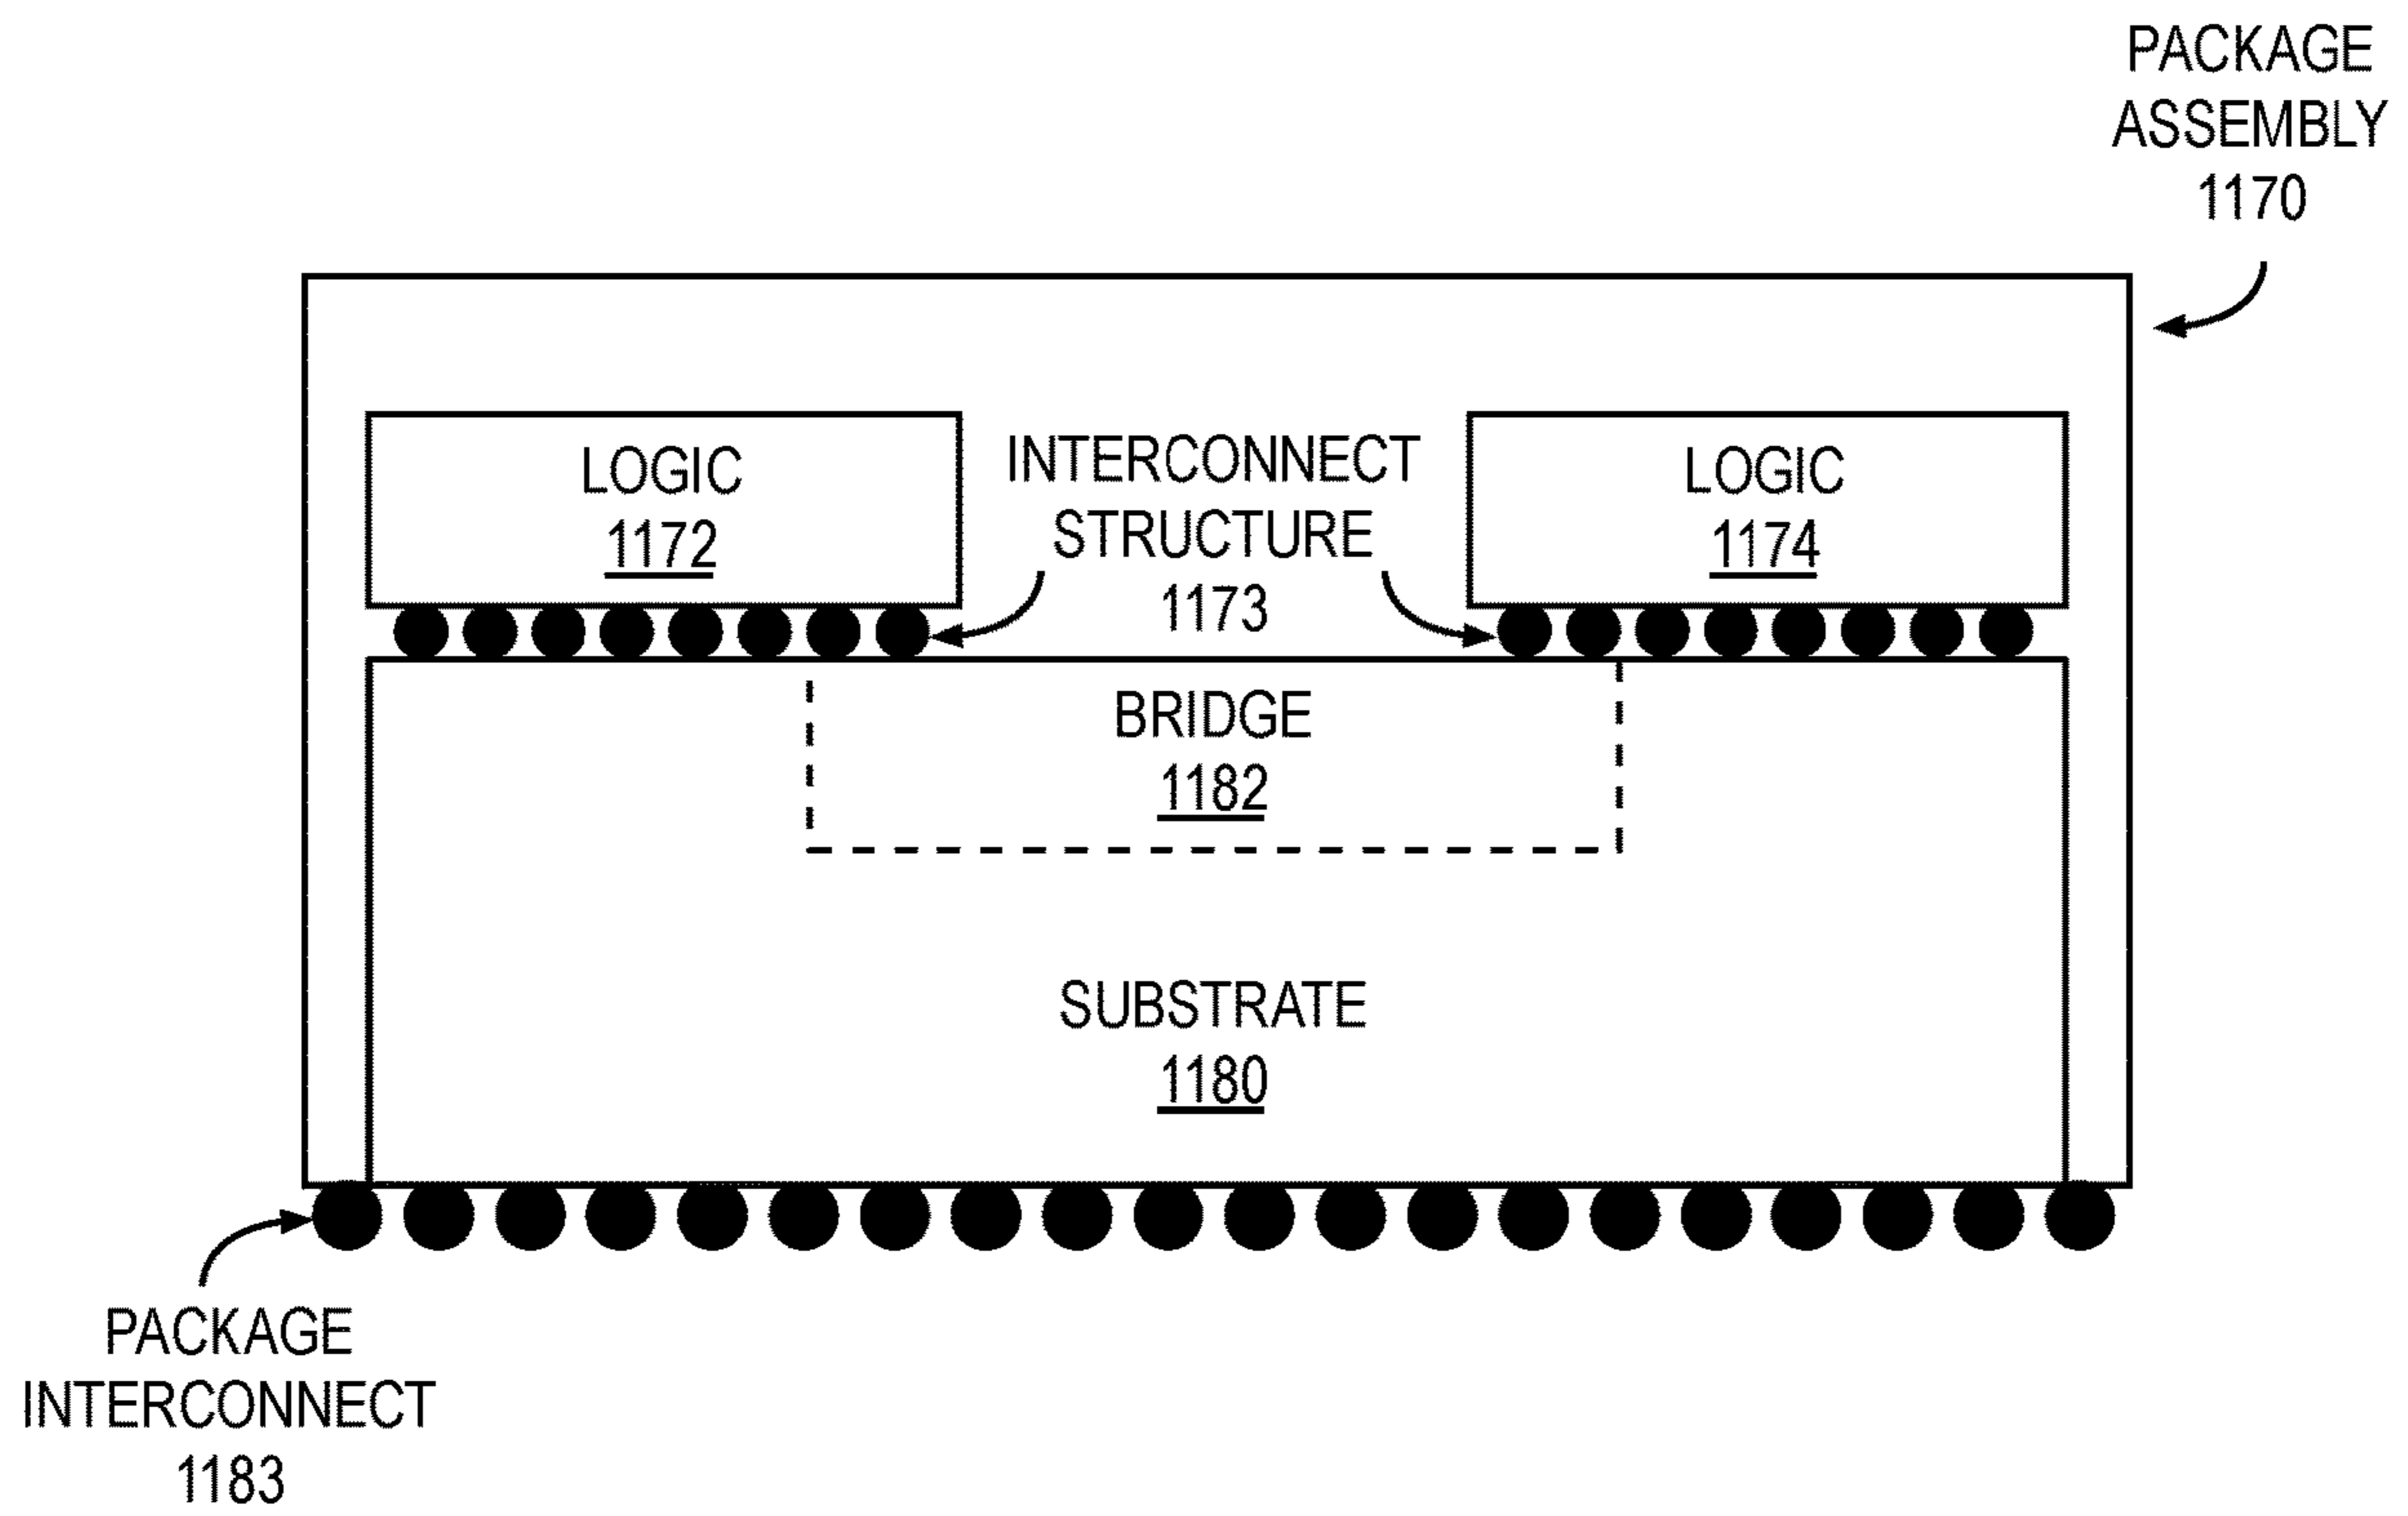 PACKAGE
ASSEMBLY
1170
LOGIC
1172
INTERCONNECT
STRUCTURE
1173
LOGIC
1174
BRIDGE
1182
SUBSTRATE
1180
PACKAGE
INTERCONNECT
1183